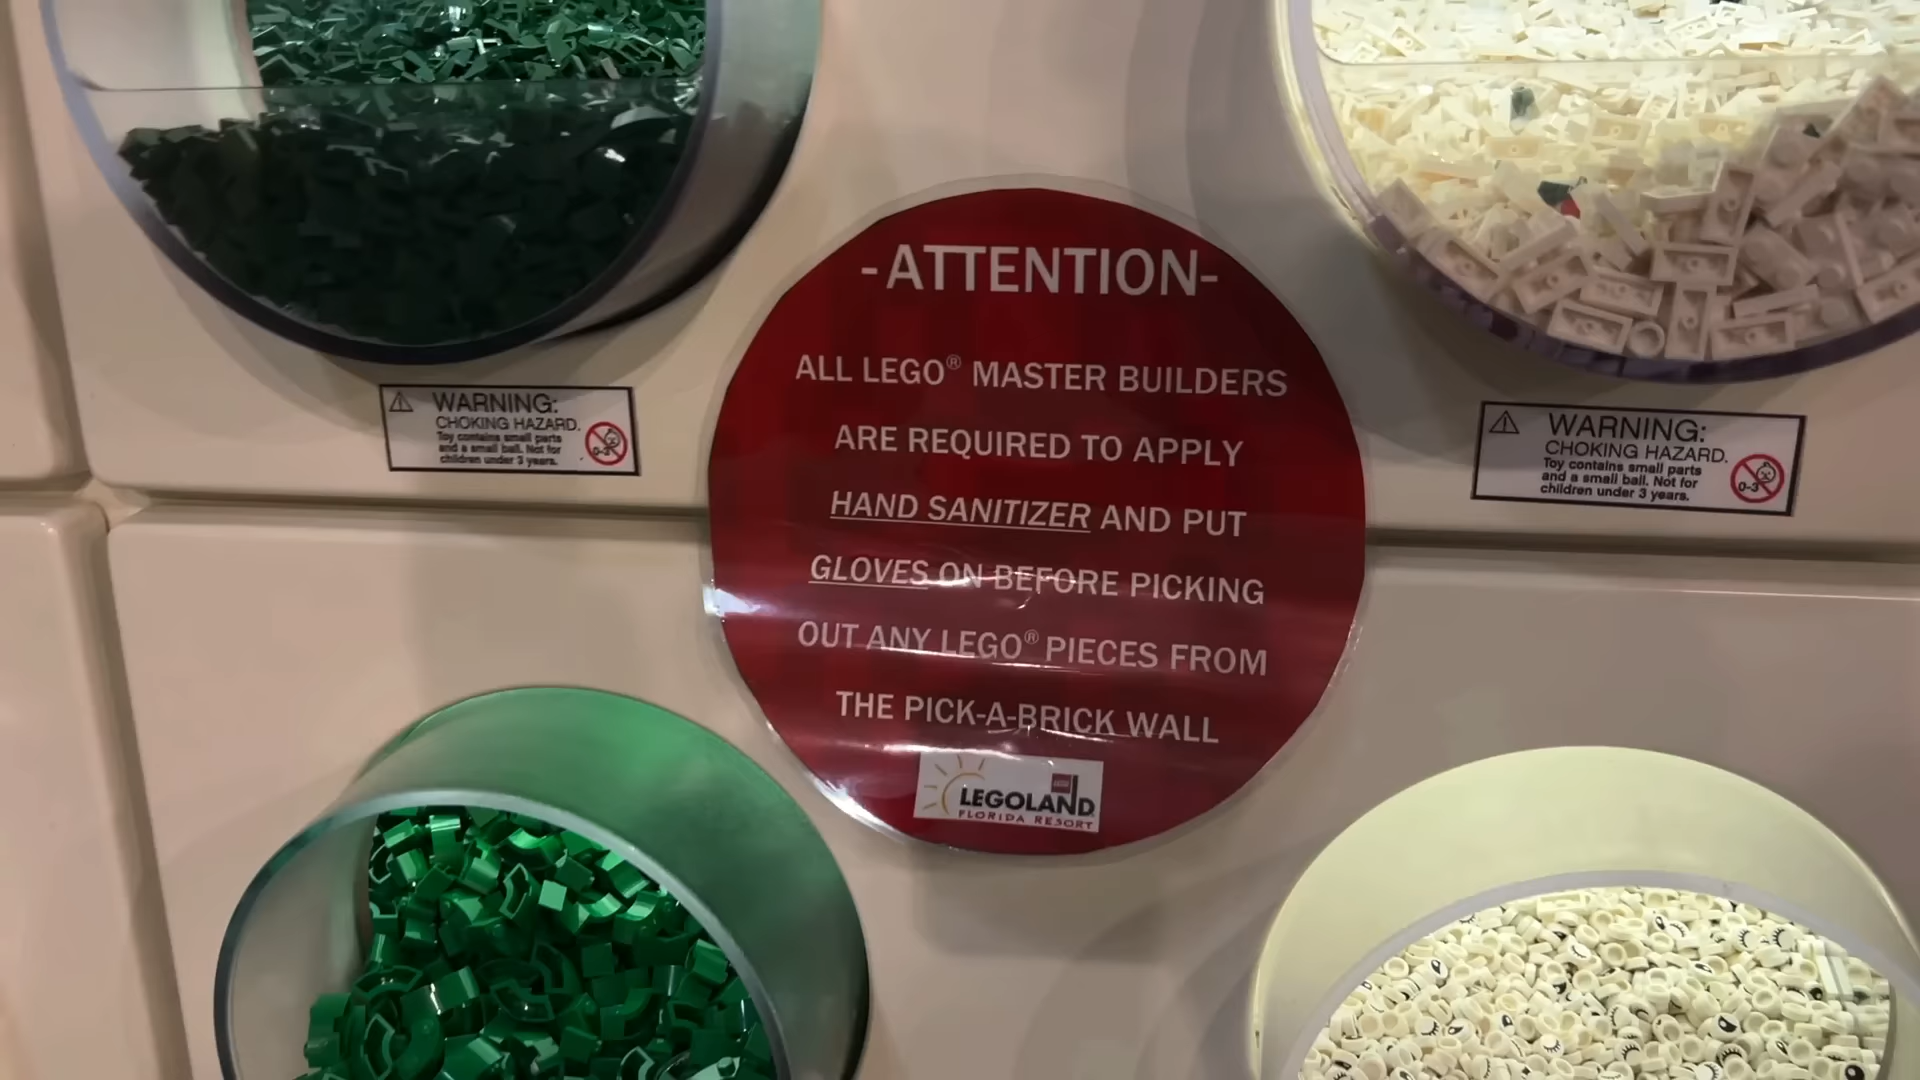 -ATTENTION-
ALL LEGO® MASTER BUILDERS
ARE REQUIRED TO APPLY
HAND SANITIZER AND PUT
GLOVES ON BEFORE PICKING
OUT ANY LEGO® PIECES FROM
THE PICK-A-BRICK WALL
LEGO
LEGOLAND
FLORIDA RESORT
WARNING:
CHOKING HAZARD.
Toy contains small parts
and a small ball. Not for
children under 3 years.
0-3
WARNING:
CHOKING HAZARD.
Toy contains small parts
and a small ball. Not for
children under 3 years.
0-3